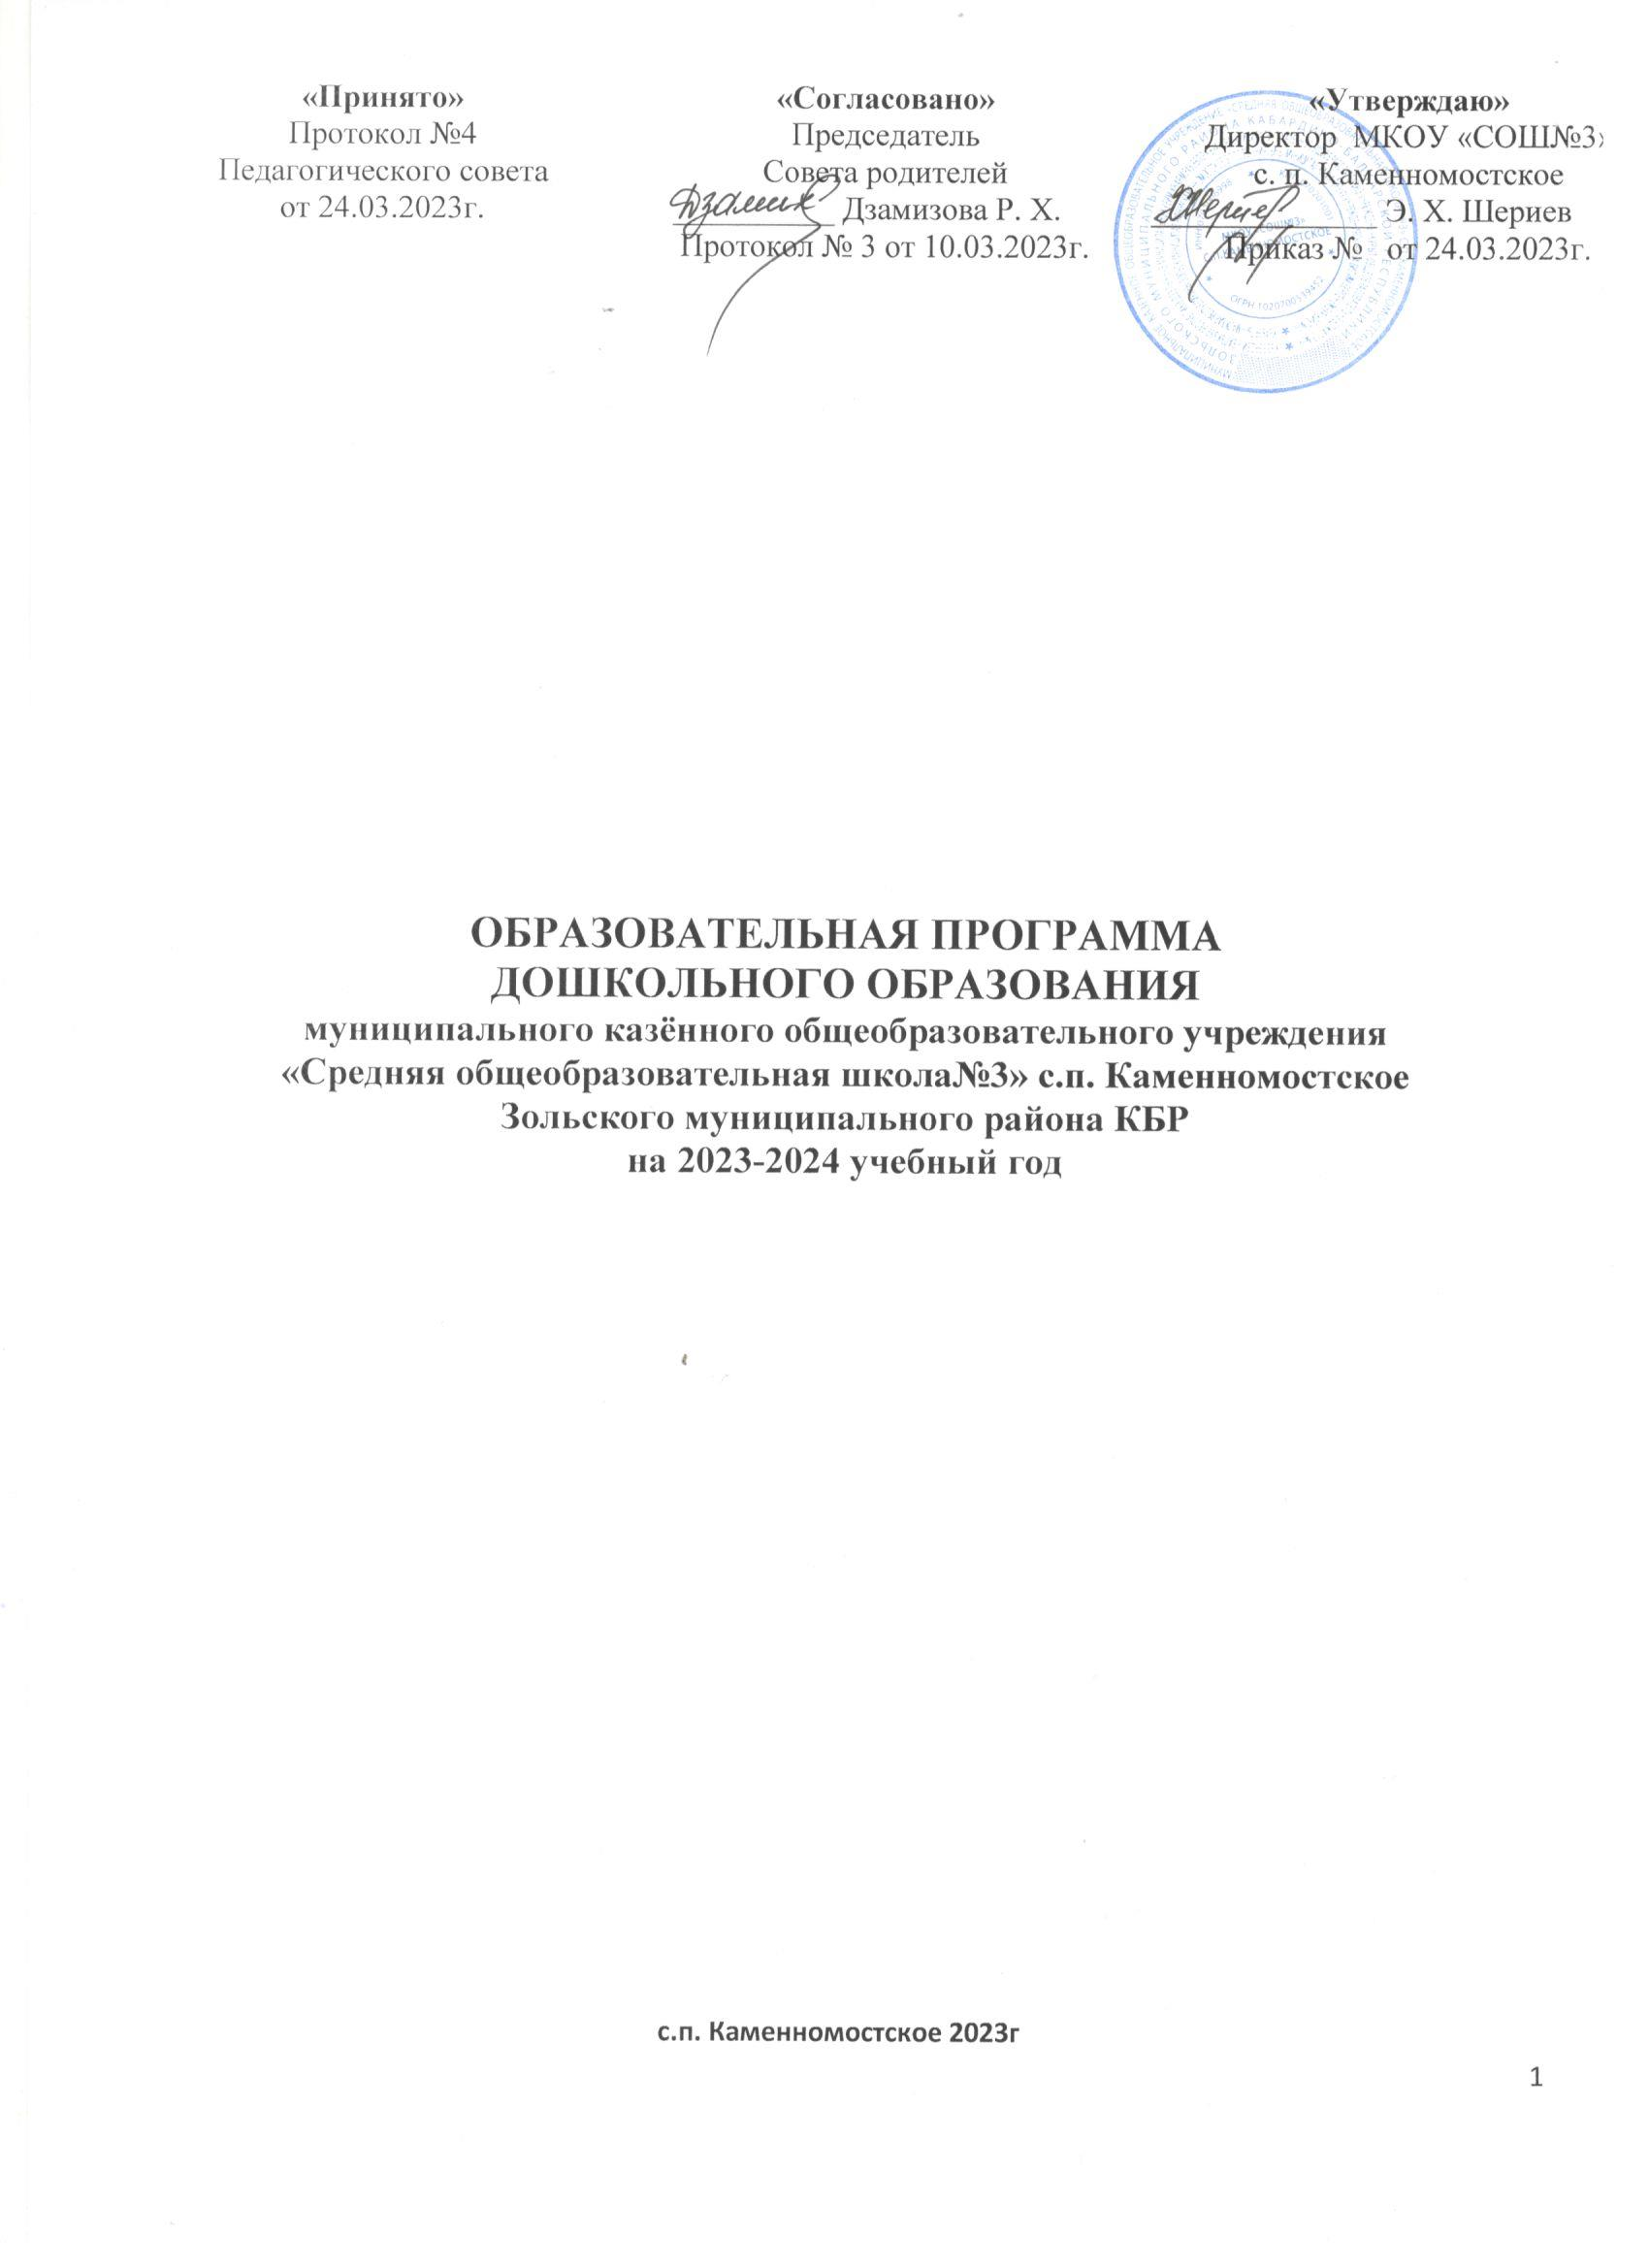 «Принято»
Протокол №4
Педагогического совета
от 24.03.2023г.
«Согласовано»
Председатель
Совета родителей
Дзамизова Р. Х.
Протокол № 3 от 10.03.2023г.
«Утверждаю»
Директор МКОУ «СОШ№3»
с. п. Каменномостское
Э. Х. Шериев
Приказ № от 24.03.2023г.
МКОУ «СОШ№3»
ОГРН
ОБРАЗОВАТЕЛЬНАЯ ПРОГРАММА
ДОШКОЛЬНОГО ОБРАЗОВАНИЯ
муниципального казённого общеобразовательного учреждения
«Средняя общеобразовательная школа№3» с.п. Каменномостское
Зольского муниципального района КБР
на 2023-2024 учебный год
с.п. Каменномостское 2023г
1